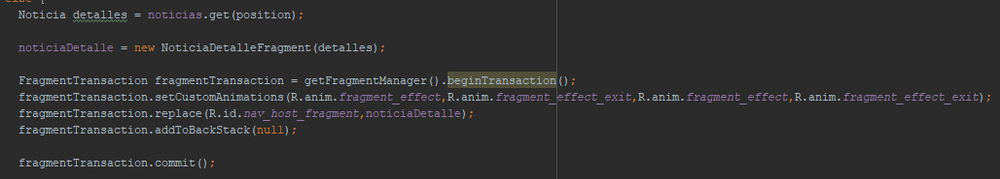 else {
Noticia detalles = noticias.get(position);
noticiaDetalle = new NoticiaDetalleFragment(detalles);
FragmentTransaction fragmentTransaction = getFragmentManager().beginTransaction();
fragmentTransaction.setCustomAnimations(R.anim.fragment_effect,R.anim.fragment_effect_exit,R.anim.fragment_effect,R.anim.fragment_effect_exit);
fragmentTransaction.replace(R.id.nav_host_fragment,noticiaDetalle);
fragmentTransaction.addToBackStack(null);
fragmentTransaction.commit();